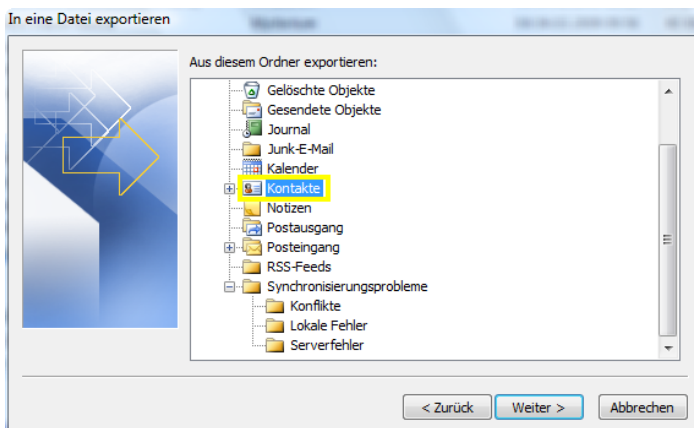 In eine Datei exportieren
Aus diesem Ordner exportieren:
Gelöschte Objekte
Gesendete Objekte
Journal
Junk-E-Mail
Kalender
Kontakte
Notizen
Postausgang
Posteingang
RSS-Feeds
Synchronisierungsprobleme
Konflikte
Lokale Fehler
Serverfehler
< Zurück Weiter > Abbrechen